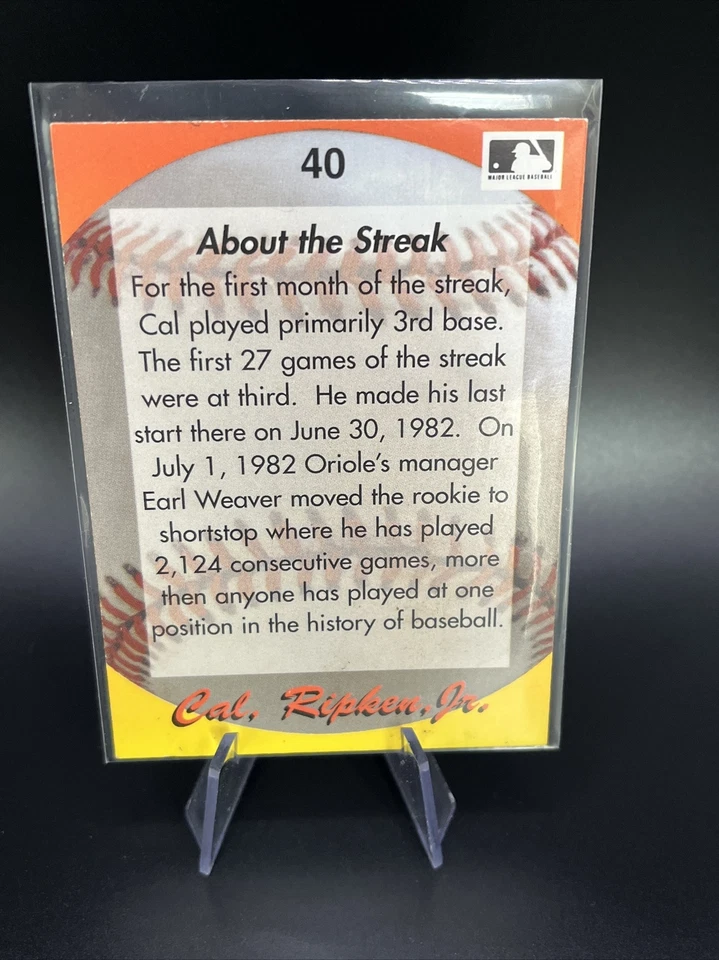 40
MAJOR LEAGUE BASEBALL
About the Streak
For the first month of the streak,
Cal played primarily 3rd base.
The first 27 games of the streak
were at third. He made his last
start there on June 30, 1982. On
July 1, 1982 Oriole's manager
Earl Weaver moved the rookie to
shortstop where he has played
2,124 consecutive games, more
then anyone has played at one
position in the history of baseball.
Cal, Ripken, Jr.